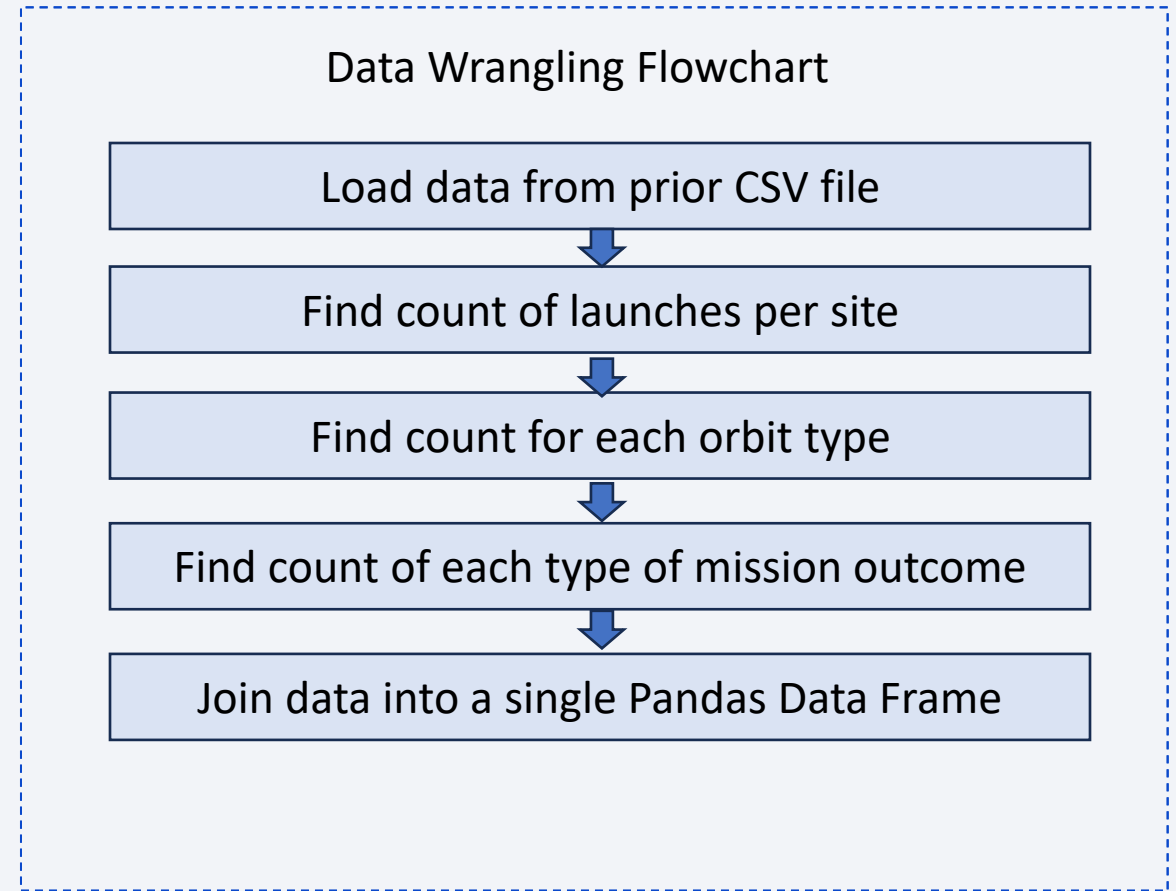 Data Wrangling Flowchart
Load data from prior CSV file
Find count of launches per site
Find count for each orbit type
Find count of each type of mission outcome
Join data into a single Pandas Data Frame